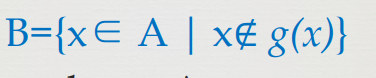 B={x∈ A | x∉ g(x)}